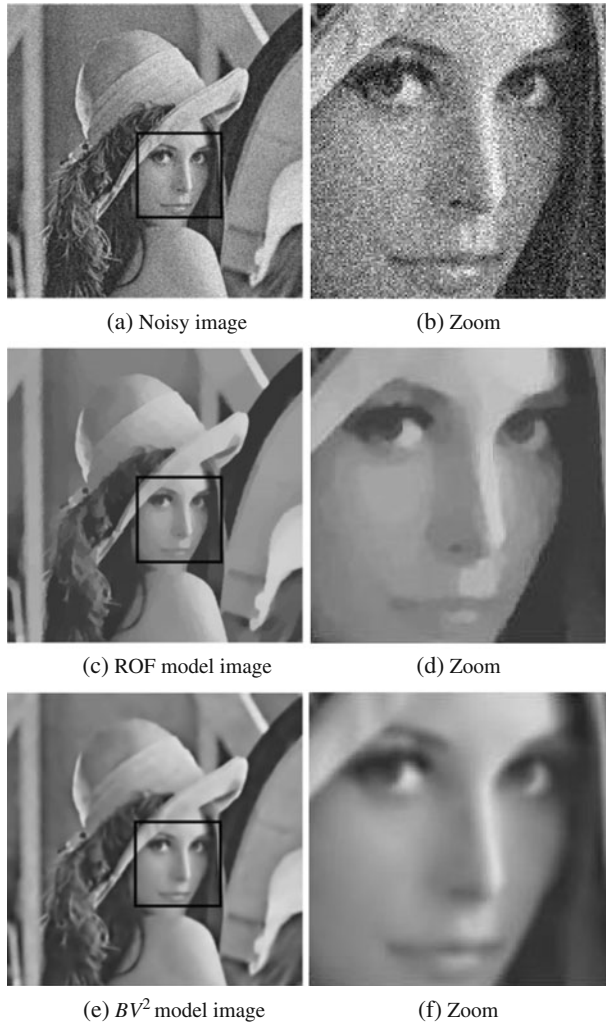 (a) Noisy image
(b) Zoom
(c) ROF model image
(d) Zoom
(e) BV² model image
(f) Zoom